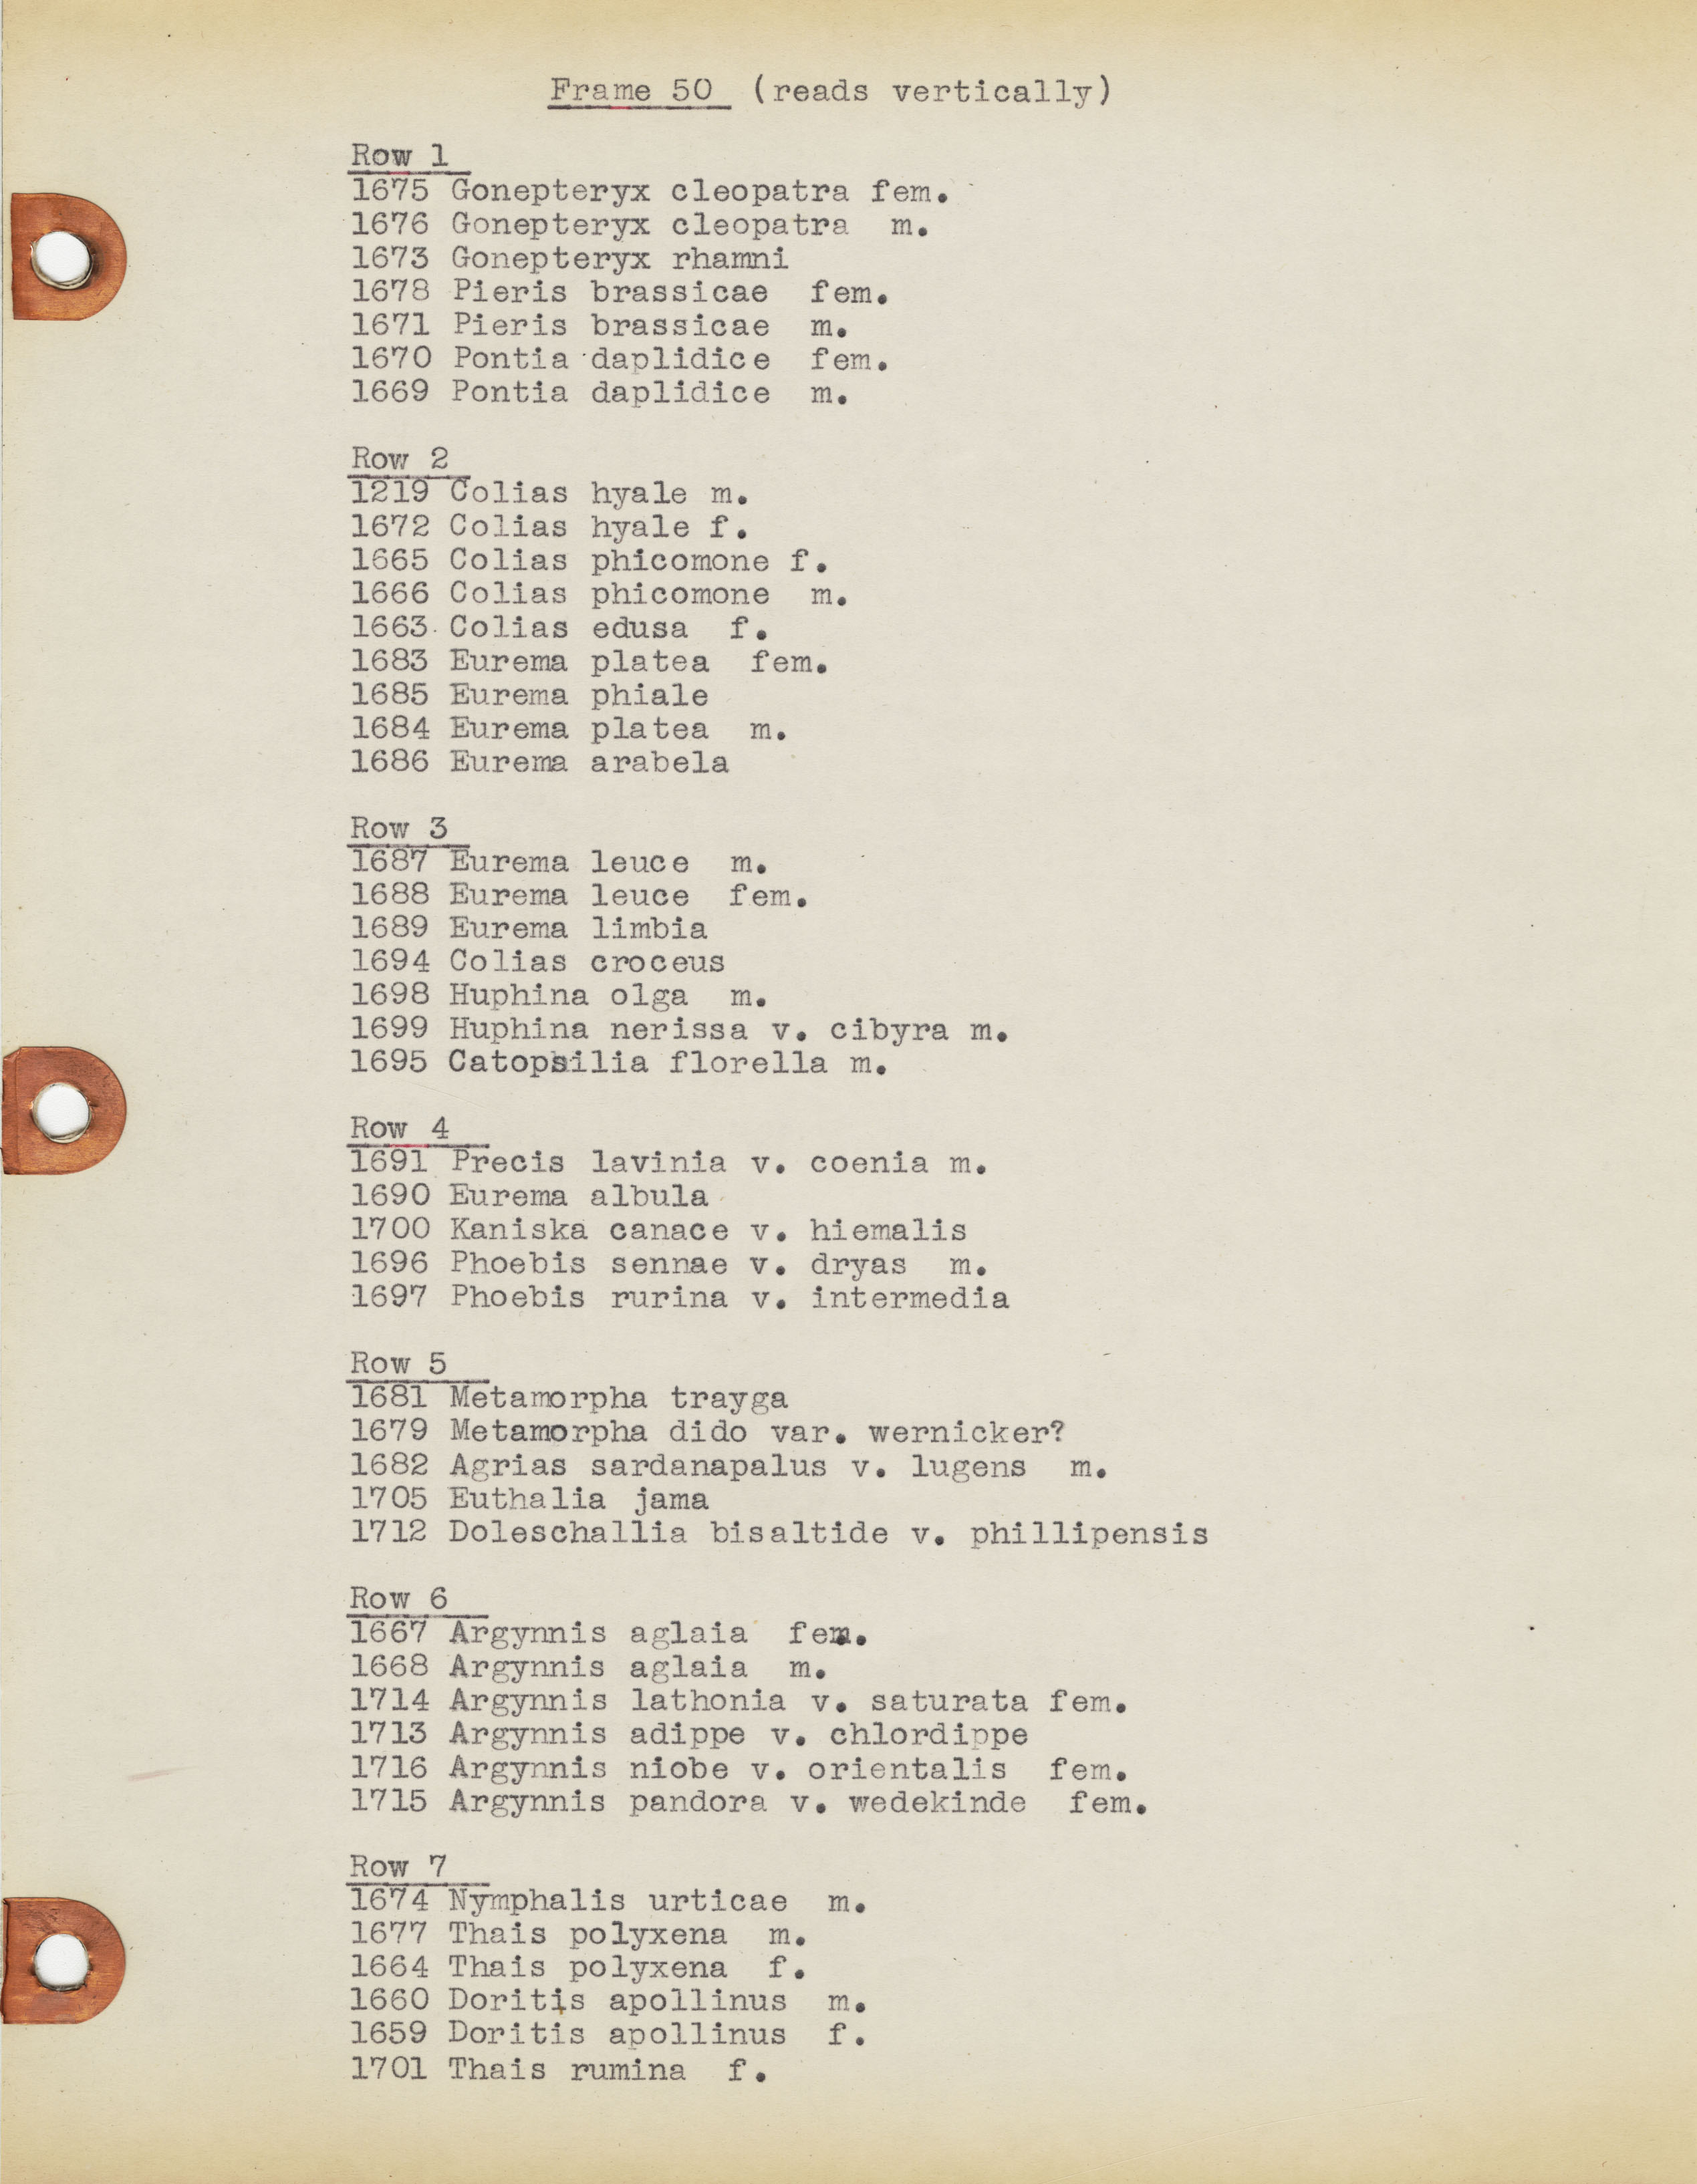 Frame 50 (reads vertically)
Row 1
1675 Gonepteryx cleopatra fem.
1676 Gonepteryx cleopatra m.
1673 Gonepteryx rhamni
1678 Pieris brassicae fem.
1671 Pieris brassicae m.
1670 Pontia daplidice fem.
1669 Pontia daplidice m.
Row 2
1219 Colias hyale m.
1672 Colias hyale f.
1665 Colias phicomone f.
1666 Colias phicomone m.
1663 Colias edusa f.
1683 Eurema platea fem.
1685 Eurema phiale
1684 Eurema platea m.
1686 Eurema arabela
Row 3
1687 Eurema leuce m.
1688 Eurema leuce fem.
1689 Eurema limbia
1694 Colias croceus
1698 Huphina olga m.
1699 Huphina nerissa v. cibyra m.
1695 Catopsilia florella m.
Row 4
1691 Precis lavinia v. coenia m.
1690 Eurema albula
1700 Kaniska canace v. hiemalis
1696 Phoebis sennae v. dryas m.
1697 Phoebis rurina v. intermedia
Row 5
1681 Metamorpha trayga
1679 Metamorpha dido var. wernicker?
1682 Agrias sardanapalus v. lugens m.
1705 Euthalia jama
1712 Doleschallia bisaltide v. phillipensis
Row 6
1667 Argynnis aglaia fem.
1668 Argynnis aglaia m.
1714 Argynnis lathonia v. saturata fem.
1713 Argynnis adippe v. chlordippe
1716 Argynnis niobe v. orientalis fem.
1715 Argynnis pandora v. wedekinde fem.
Row 7
1674 Nymphalis urticae m.
1677 Thais polyxena m.
1664 Thais polyxena f.
1660 Doritis apollinus m.
1659 Doritis apollinus f.
1701 Thais rumina f.